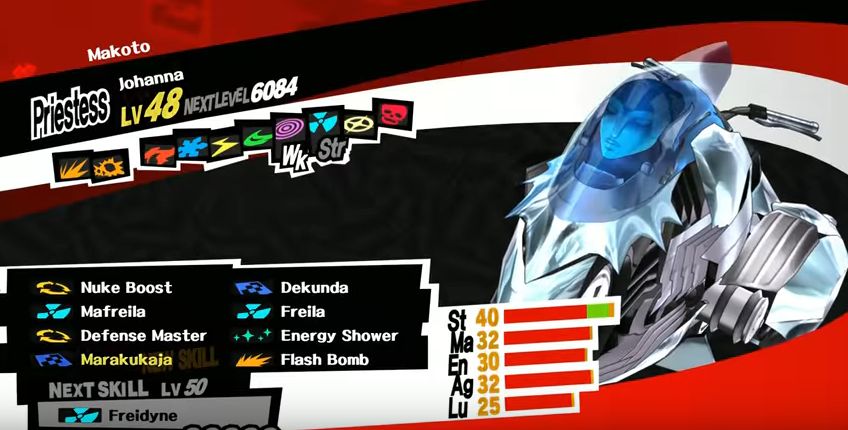 Makoto
Priestess
Johanna
LV 48 NEXT LEVEL 6084
Wk Str
Nuke Boost
Mafreila
Defense Master
Marakukaja
Dekunda
Freila
Energy Shower
Flash Bomb
NEW SKILL
NEXT SKILL LV 50
Freidyne
St 40
Ma 32
En 30
Ag 32
Lu 25